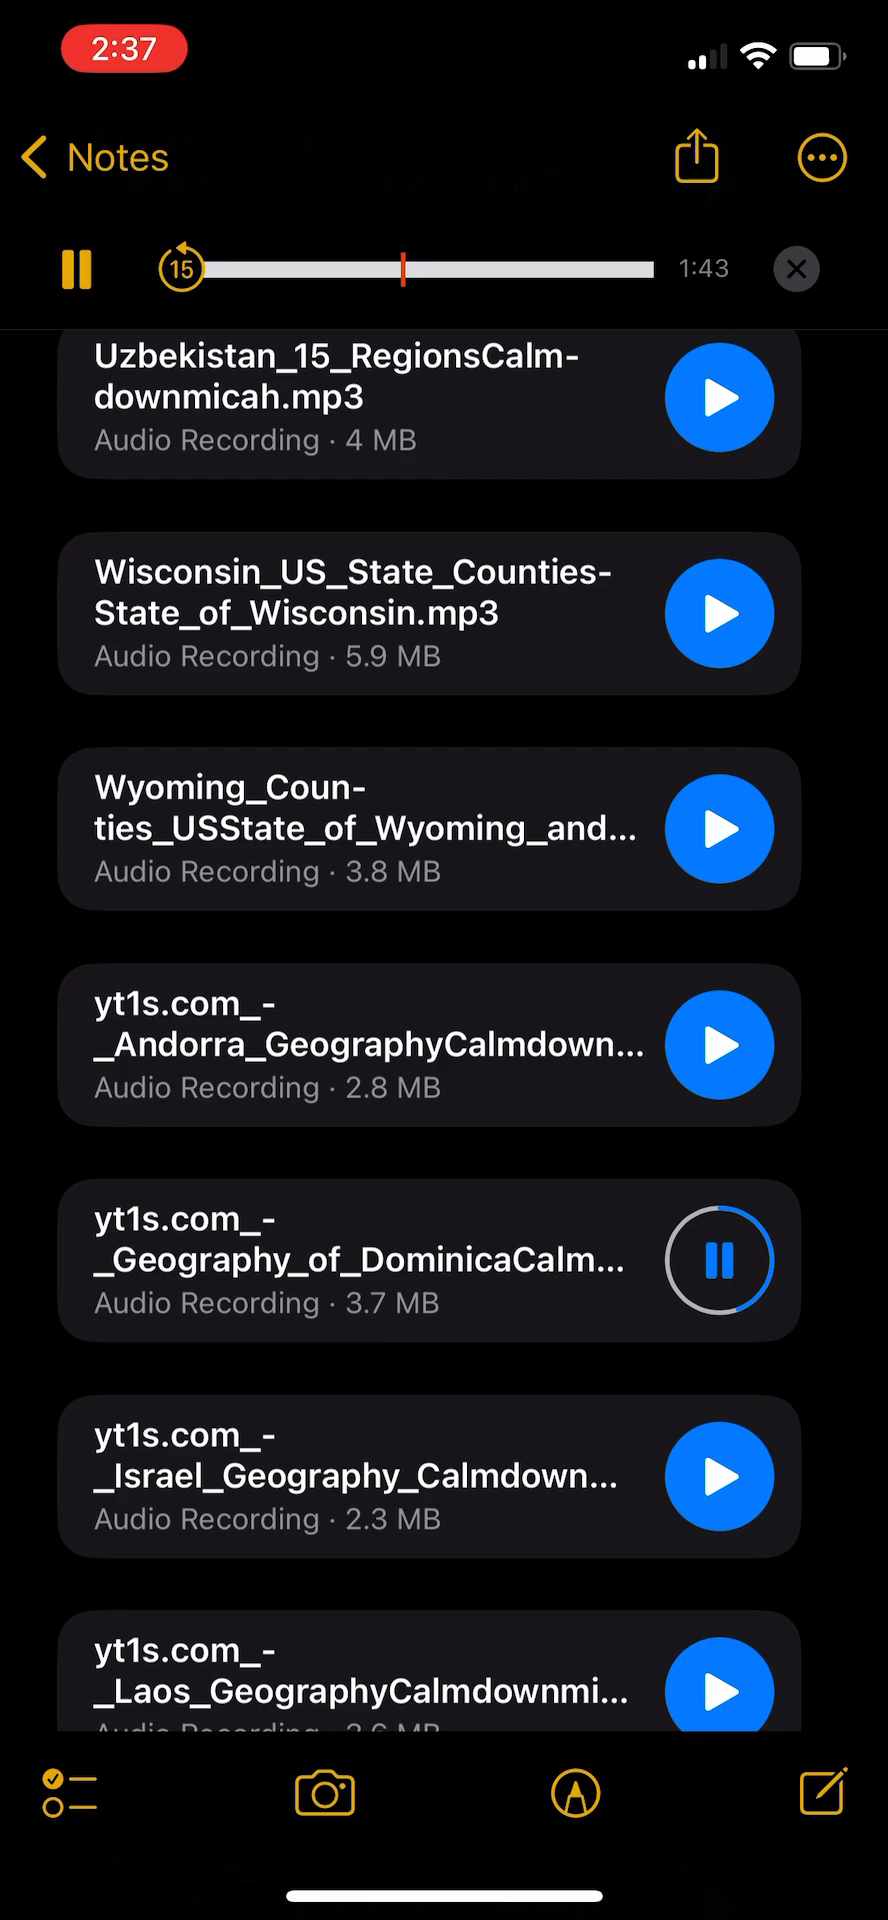 2:37
Notes
15
1:43
Uzbekistan_15_RegionsCalm-
downmicah.mp3
Audio Recording · 4 MB
Wisconsin_US_State_Counties-
State_of_Wisconsin.mp3
Audio Recording · 5.9 MB
Wyoming_Coun-
ties_USState_of_Wyoming_and...
Audio Recording · 3.8 MB
yt1s.com_-
_Andorra_GeographyCalmdown...
Audio Recording · 2.8 MB
yt1s.com_-
_Geography_of_DominicaCalm...
Audio Recording · 3.7 MB
yt1s.com_-
_Israel_Geography_Calmdown...
Audio Recording · 2.3 MB
yt1s.com_-
_Laos_GeographyCalmdownmi...
Audio Recording